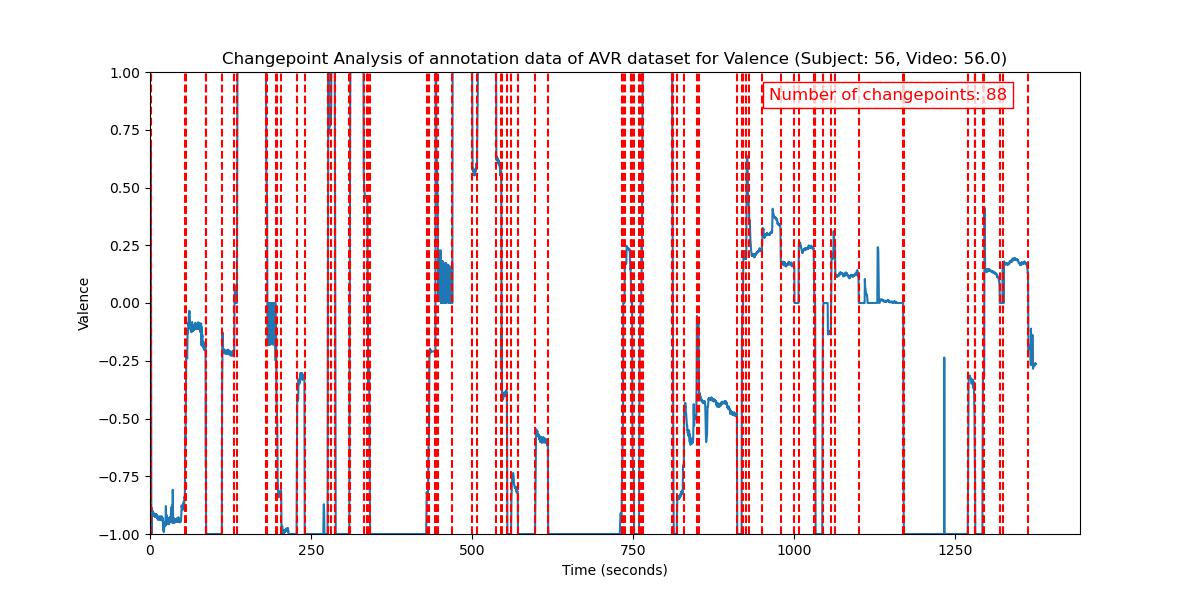 Changepoint Analysis of annotation data of AVR dataset for Valence (Subject: 56, Video: 56.0)
Number of changepoints: 88
Valence
1.00
0.75
0.50
0.25
0.00
−0.25
−0.50
−0.75
−1.00
0 250 500 750 1000 1250
Time (seconds)